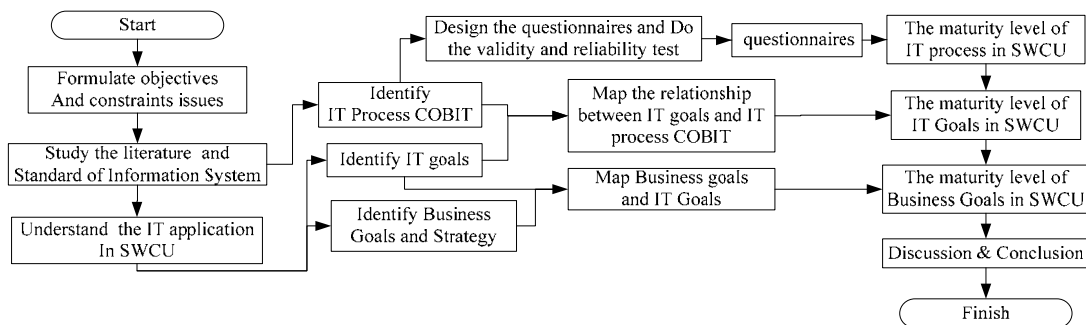 Start
Formulate objectives
And constraints issues
Study the literature and
Standard of Information System
Understand the IT application
In SWCU
Identify
IT Process COBIT
Identify IT goals
Identify Business
Goals and Strategy
Design the questionnaires and Do
the validity and reliability test
questionnaires
Map the relationship
between IT goals and IT
process COBIT
Map Business goals
and IT Goals
The maturity level of
IT process in SWCU
The maturity level of
IT Goals in SWCU
The maturity level of
Business Goals in SWCU
Discussion & Conclusion
Finish